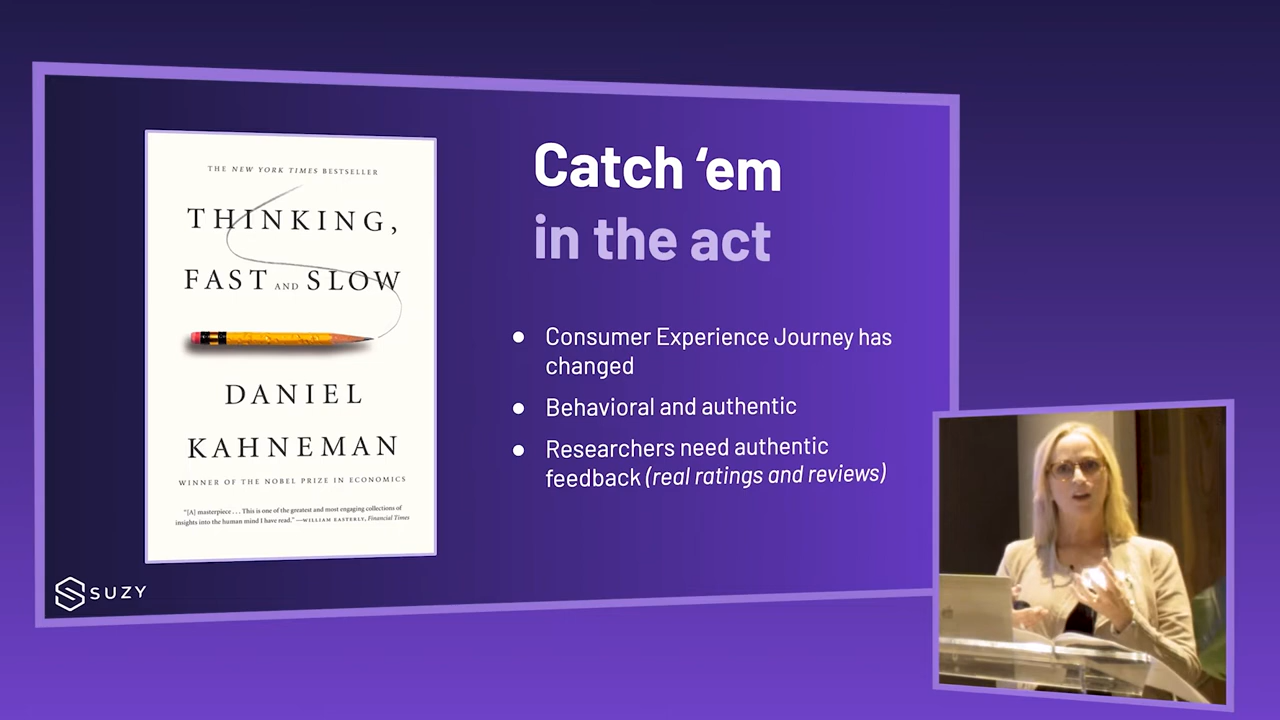 THE NEW YORK TIMES BESTSELLER
THINKING,
FAST AND SLOW
DANIEL
KAHNEMAN
WINNER OF THE NOBEL PRIZE IN ECONOMICS
“[A] masterpiece . . . This is one of the greatest and most engaging collections of
insights into the human mind I have read.” —WILLIAM EASTERLY, Financial Times
Catch ‘em
in the act
● Consumer Experience Journey has
changed
● Behavioral and authentic
● Researchers need authentic
feedback (real ratings and reviews)
SUZY